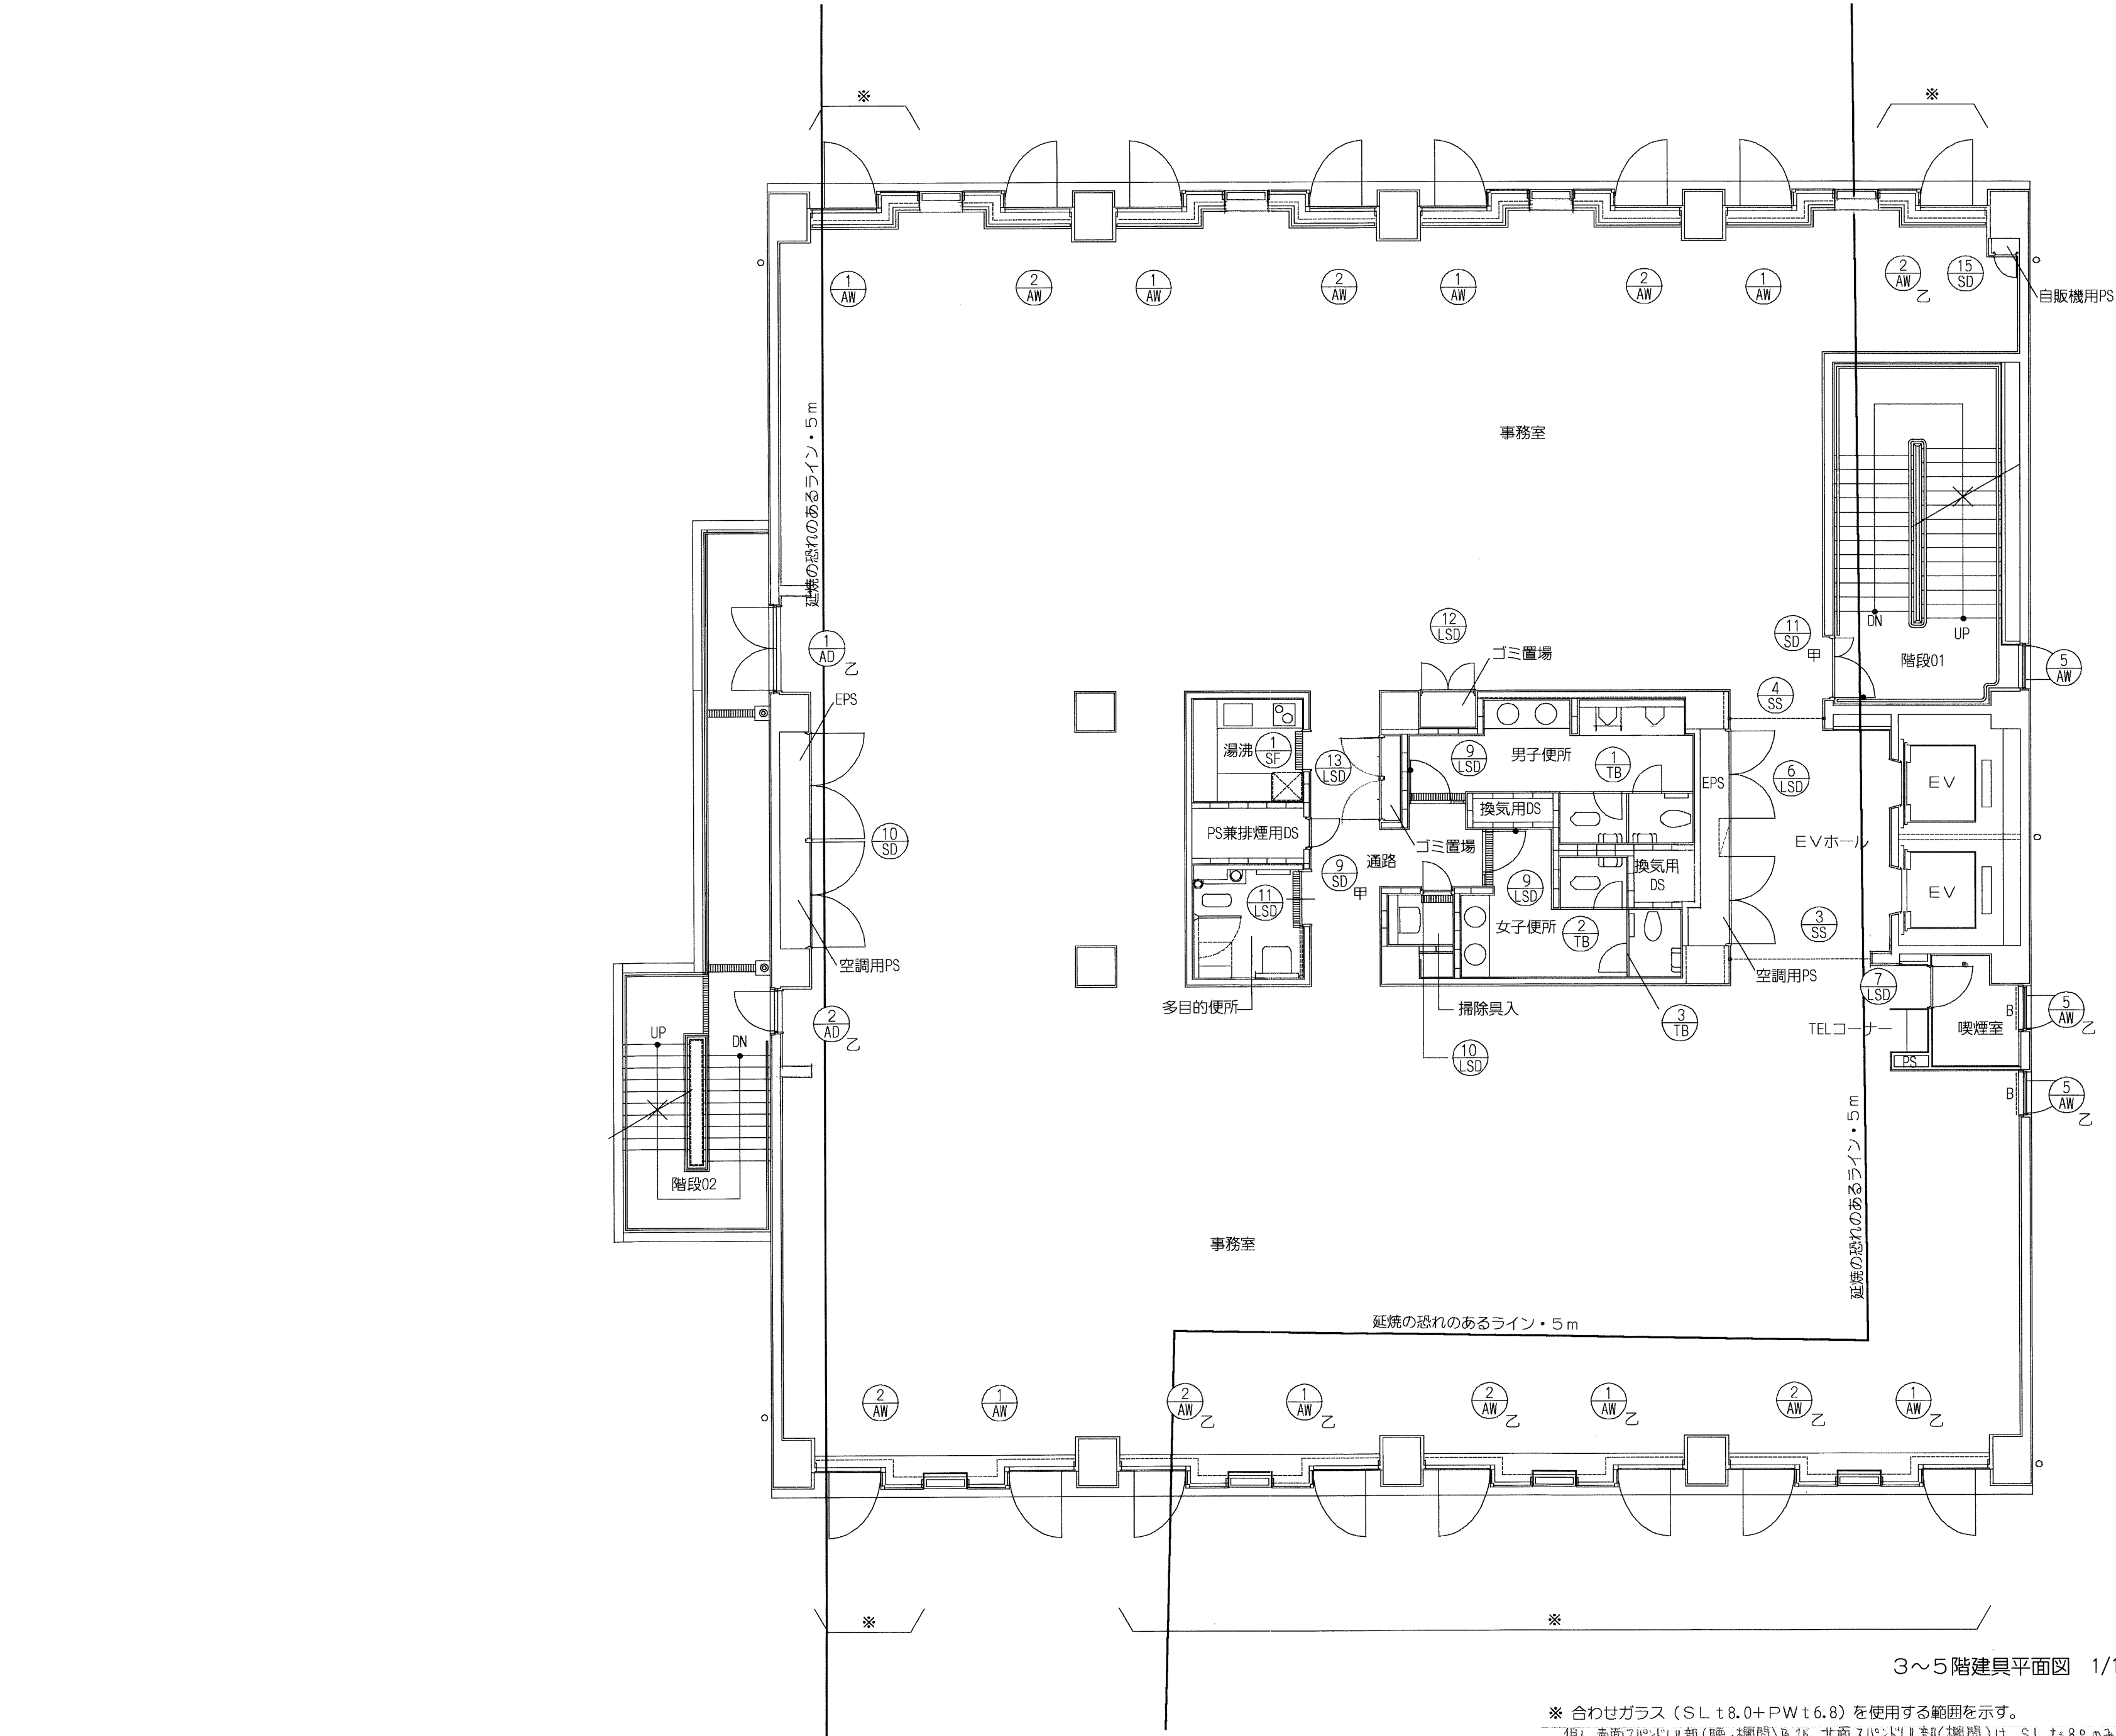 ※
※
1
AW
2
AW
1
AW
2
AW
1
AW
2
AW
1
AW
2
AW
乙
15
SD
自販機用PS
延焼の恐れのあるライン・5m
事務室
12
LSD
ゴミ置場
11
SD
甲
DN
UP
階段01
5
AW
1
AD
乙
EPS
4
SS
湯沸
1
SF
13
LSD
9
LSD
男子便所
1
TB
EPS
6
LSD
EV
換気用DS
PS兼排煙用DS
10
SD
ゴミ置場
通路
EVホール
9
SD
甲
換気用
DS
EV
11
LSD
9
LSD
女子便所
2
TB
3
SS
空調用PS
空調用PS
7
LSD
多目的便所
掃除具入
3
TB
TELコーナー
喫煙室
B
5
AW
乙
2
AD
乙
UP
DN
10
LSD
PS
B
5
AW
乙
階段02
延焼の恐れのあるライン・5m
事務室
延焼の恐れのあるライン・5m
2
AW
1
AW
2
AW
乙
1
AW
乙
2
AW
乙
1
AW
乙
2
AW
乙
1
AW
乙
※
※
3～5階建具平面図 1/1
※ 合わせガラス（SL t8.0+PWt6.8）を使用する範囲を示す。